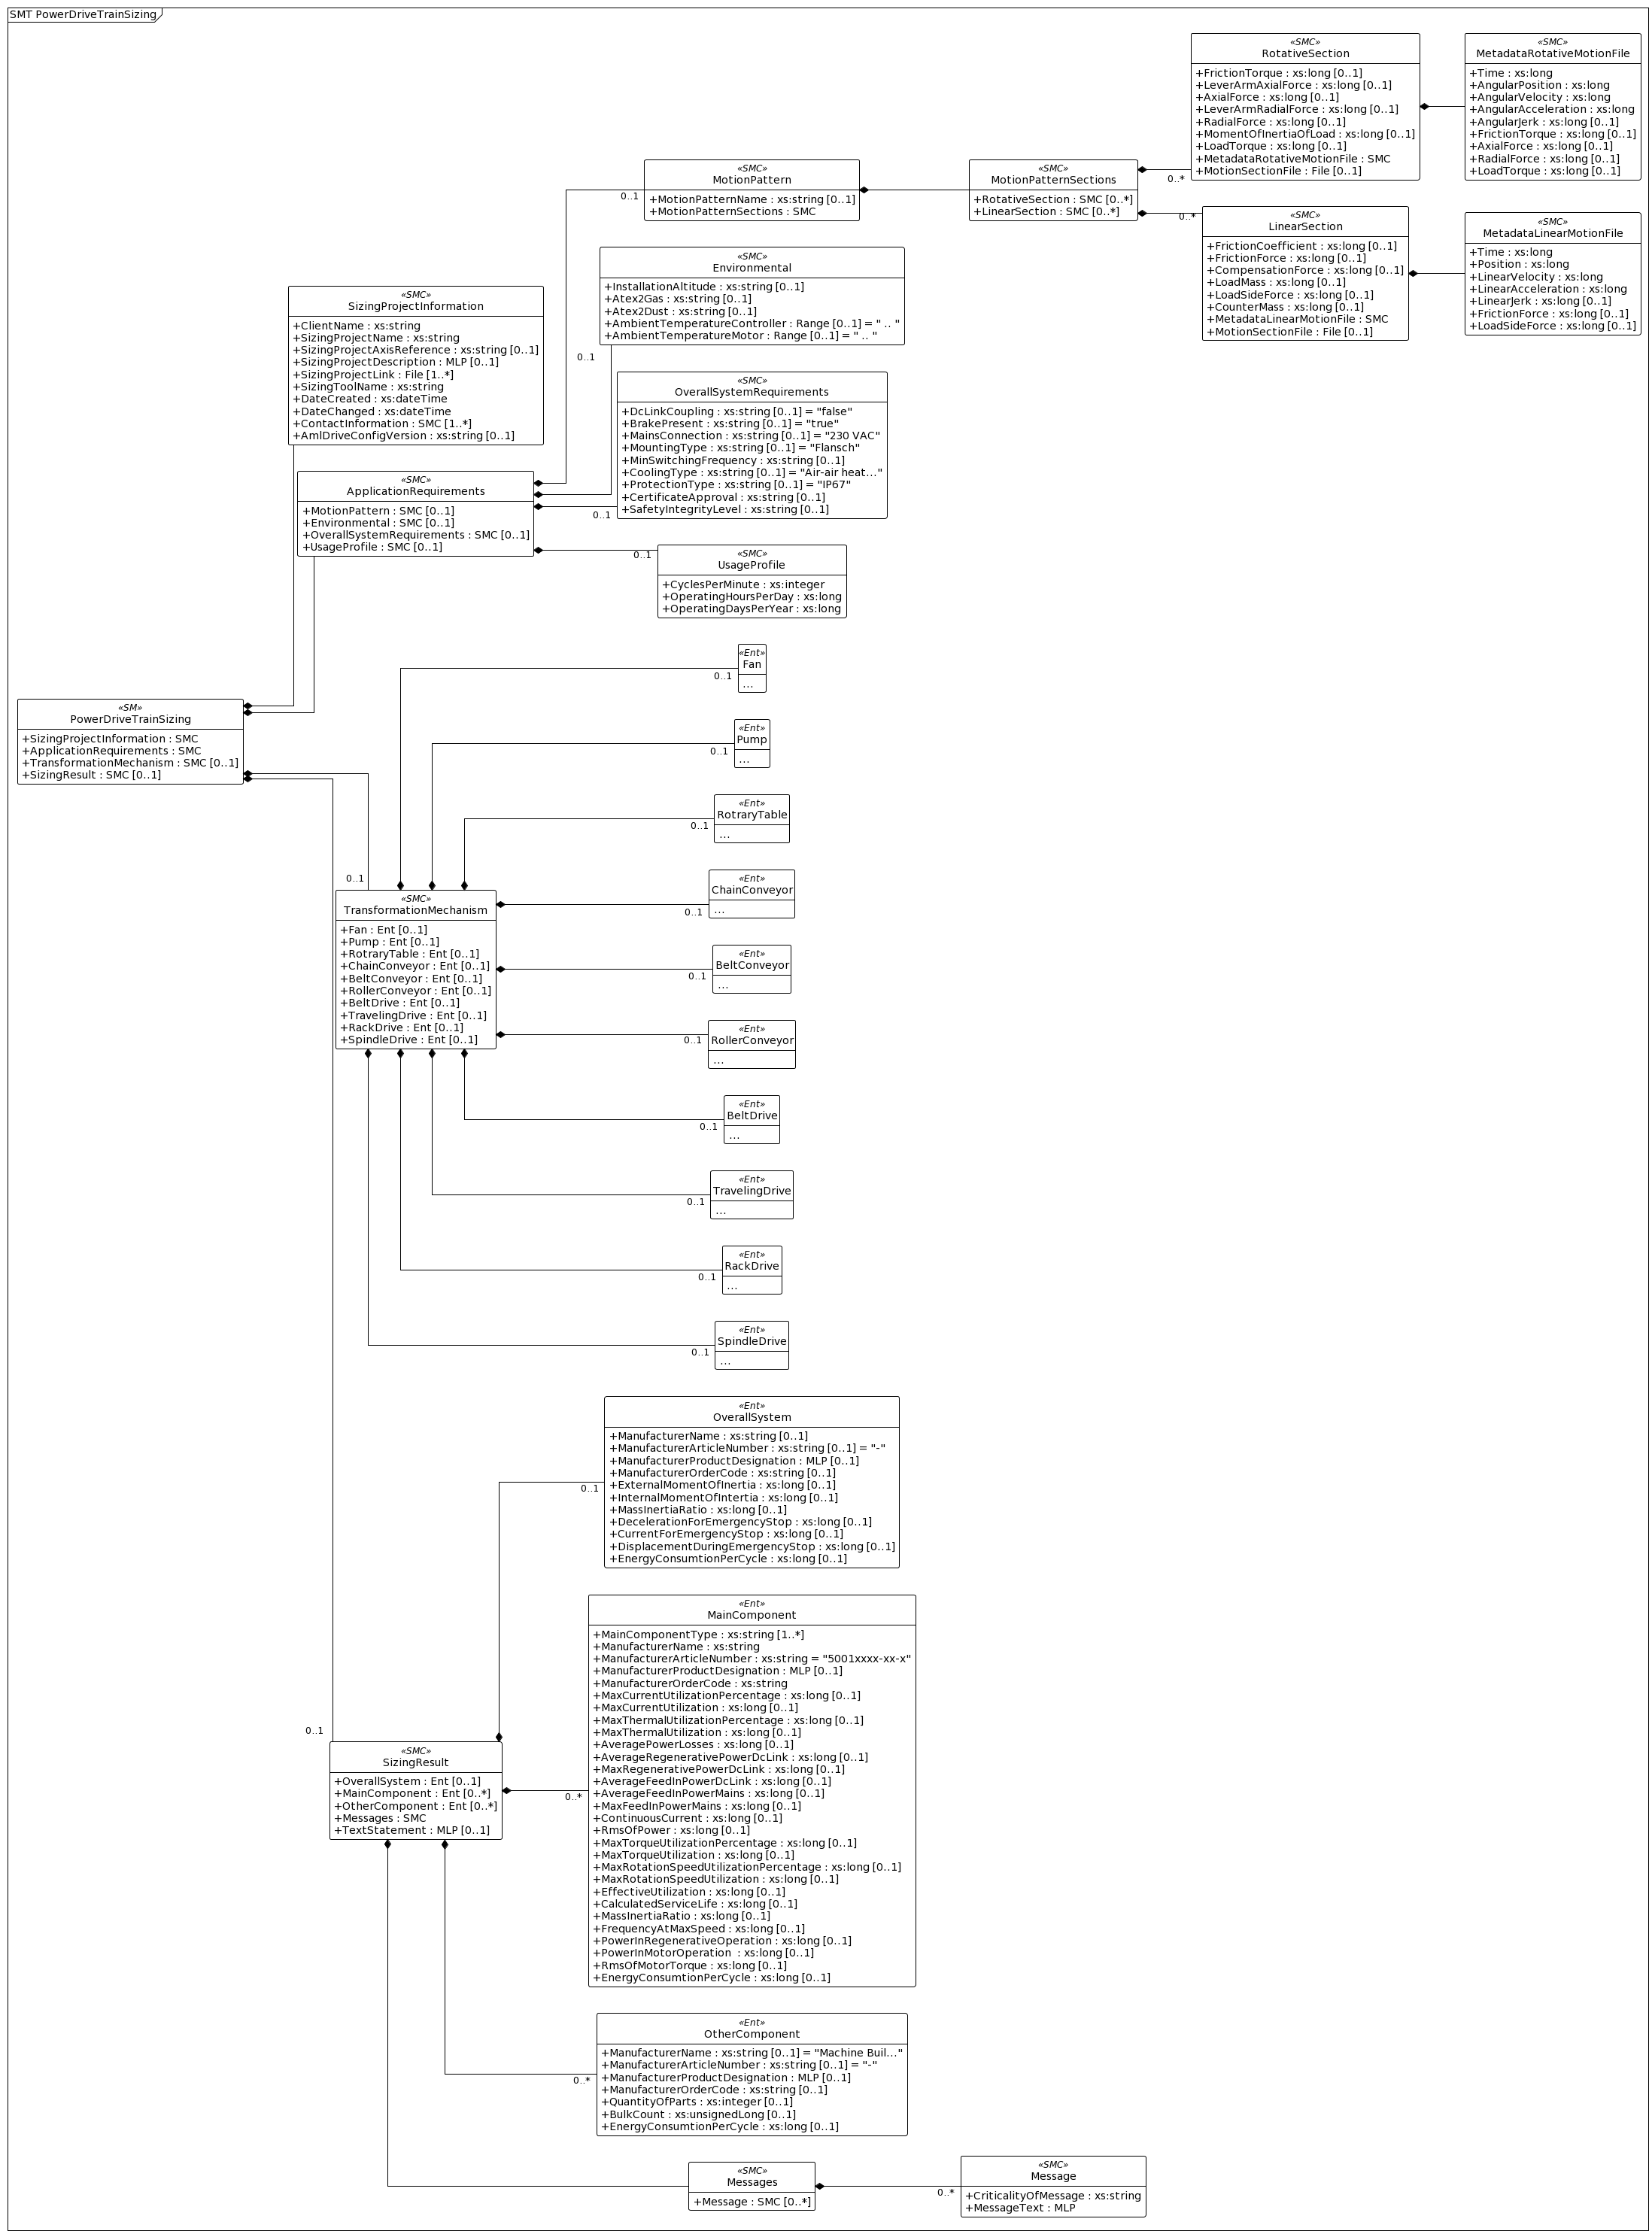 SMT PowerDriveTrainSizing
«SMC»
RotativeSection
+FrictionTorque : xs:long [0..1]
+LeverArmAxialForce : xs:long [0..1]
+AxialForce : xs:long [0..1]
+LeverArmRadialForce : xs:long [0..1]
+RadialForce : xs:long [0..1]
+MomentOfInertiaOfLoad : xs:long [0..1]
+LoadTorque : xs:long [0..1]
+MetadataRotativeMotionFile : SMC
+MotionSectionFile : File [0..1]
«SMC»
MetadataRotativeMotionFile
+Time : xs:long
+AngularPosition : xs:long
+AngularVelocity : xs:long
+AngularAcceleration : xs:long
+AngularJerk : xs:long [0..1]
+FrictionTorque : xs:long [0..1]
+AxialForce : xs:long [0..1]
+RadialForce : xs:long [0..1]
+LoadTorque : xs:long [0..1]
«SMC»
MotionPattern
+MotionPatternName : xs:string [0..1]
+MotionPatternSections : SMC
0..1
«SMC»
MotionPatternSections
+RotativeSection : SMC [0..*]
+LinearSection : SMC [0..*]
0..*
0..*
«SMC»
LinearSection
+FrictionCoefficient : xs:long [0..1]
+FrictionForce : xs:long [0..1]
+CompensationForce : xs:long [0..1]
+LoadMass : xs:long [0..1]
+LoadSideForce : xs:long [0..1]
+CounterMass : xs:long [0..1]
+MetadataLinearMotionFile : SMC
+MotionSectionFile : File [0..1]
«SMC»
MetadataLinearMotionFile
+Time : xs:long
+Position : xs:long
+LinearVelocity : xs:long
+LinearAcceleration : xs:long
+LinearJerk : xs:long [0..1]
+FrictionForce : xs:long [0..1]
+LoadSideForce : xs:long [0..1]
«SMC»
Environmental
+InstallationAltitude : xs:string [0..1]
+Atex2Gas : xs:string [0..1]
+Atex2Dust : xs:string [0..1]
+AmbientTemperatureController : Range [0..1] = " .. "
+AmbientTemperatureMotor : Range [0..1] = " .. "
0..1
«SMC»
SizingProjectInformation
+ClientName : xs:string
+SizingProjectName : xs:string
+SizingProjectAxisReference : xs:string [0..1]
+SizingProjectDescription : MLP [0..1]
+SizingProjectLink : File [1..*]
+SizingToolName : xs:string
+DateCreated : xs:dateTime
+DateChanged : xs:dateTime
+ContactInformation : SMC [1..*]
+AmlDriveConfigVersion : xs:string [0..1]
«SMC»
OverallSystemRequirements
+DcLinkCoupling : xs:string [0..1] = "false"
+BrakePresent : xs:string [0..1] = "true"
+MainsConnection : xs:string [0..1] = "230 VAC"
+MountingType : xs:string [0..1] = "Flansch"
+MinSwitchingFrequency : xs:string [0..1]
+CoolingType : xs:string [0..1] = "Air-air heat..."
+ProtectionType : xs:string [0..1] = "IP67"
+CertificateApproval : xs:string [0..1]
+SafetyIntegrityLevel : xs:string [0..1]
0..1
«SMC»
ApplicationRequirements
+MotionPattern : SMC [0..1]
+Environmental : SMC [0..1]
+OverallSystemRequirements : SMC [0..1]
+UsageProfile : SMC [0..1]
0..1
«SMC»
UsageProfile
+CyclesPerMinute : xs:integer
+OperatingHoursPerDay : xs:long
+OperatingDaysPerYear : xs:long
«Ent»
Fan
...
0..1
«SM»
PowerDriveTrainSizing
+SizingProjectInformation : SMC
+ApplicationRequirements : SMC
+TransformationMechanism : SMC [0..1]
+SizingResult : SMC [0..1]
«Ent»
Pump
...
0..1
«Ent»
RotraryTable
...
0..1
0..1
«SMC»
TransformationMechanism
+Fan : Ent [0..1]
+Pump : Ent [0..1]
+RotraryTable : Ent [0..1]
+ChainConveyor : Ent [0..1]
+BeltConveyor : Ent [0..1]
+RollerConveyor : Ent [0..1]
+BeltDrive : Ent [0..1]
+TravelingDrive : Ent [0..1]
+RackDrive : Ent [0..1]
+SpindleDrive : Ent [0..1]
«Ent»
ChainConveyor
...
0..1
«Ent»
BeltConveyor
...
0..1
«Ent»
RollerConveyor
...
0..1
«Ent»
BeltDrive
...
0..1
«Ent»
TravelingDrive
...
0..1
«Ent»
RackDrive
...
0..1
«Ent»
SpindleDrive
...
0..1
«Ent»
OverallSystem
+ManufacturerName : xs:string [0..1]
+ManufacturerArticleNumber : xs:string [0..1] = "-"
+ManufacturerProductDesignation : MLP [0..1]
+ManufacturerOrderCode : xs:string [0..1]
+ExternalMomentOfInertia : xs:long [0..1]
+InternalMomentOfIntertia : xs:long [0..1]
+MassInertiaRatio : xs:long [0..1]
+DecelerationForEmergencyStop : xs:long [0..1]
+CurrentForEmergencyStop : xs:long [0..1]
+DisplacementDuringEmergencyStop : xs:long [0..1]
+EnergyConsumtionPerCycle : xs:long [0..1]
0..1
«Ent»
MainComponent
+MainComponentType : xs:string [1..*]
+ManufacturerName : xs:string
+ManufacturerArticleNumber : xs:string = "5001xxxx-xx-x"
+ManufacturerProductDesignation : MLP [0..1]
+ManufacturerOrderCode : xs:string
+MaxCurrentUtilizationPercentage : xs:long [0..1]
+MaxCurrentUtilization : xs:long [0..1]
+MaxThermalUtilizationPercentage : xs:long [0..1]
+MaxThermalUtilization : xs:long [0..1]
+AveragePowerLosses : xs:long [0..1]
+AverageRegenerativePowerDcLink : xs:long [0..1]
+MaxRegenerativePowerDcLink : xs:long [0..1]
+AverageFeedInPowerDcLink : xs:long [0..1]
+AverageFeedInPowerMains : xs:long [0..1]
+MaxFeedInPowerMains : xs:long [0..1]
+ContinuousCurrent : xs:long [0..1]
+RmsOfPower : xs:long [0..1]
+MaxTorqueUtilizationPercentage : xs:long [0..1]
+MaxTorqueUtilization : xs:long [0..1]
+MaxRotationSpeedUtilizationPercentage : xs:long [0..1]
+MaxRotationSpeedUtilization : xs:long [0..1]
+EffectiveUtilization : xs:long [0..1]
+CalculatedServiceLife : xs:long [0..1]
+MassInertiaRatio : xs:long [0..1]
+FrequencyAtMaxSpeed : xs:long [0..1]
+PowerInRegenerativeOperation : xs:long [0..1]
+PowerInMotorOperation  : xs:long [0..1]
+RmsOfMotorTorque : xs:long [0..1]
+EnergyConsumtionPerCycle : xs:long [0..1]
0..1
«SMC»
SizingResult
+OverallSystem : Ent [0..1]
+MainComponent : Ent [0..*]
+OtherComponent : Ent [0..*]
+Messages : SMC
+TextStatement : MLP [0..1]
0..*
«Ent»
OtherComponent
+ManufacturerName : xs:string [0..1] = "Machine Buil..."
+ManufacturerArticleNumber : xs:string [0..1] = "-"
+ManufacturerProductDesignation : MLP [0..1]
+ManufacturerOrderCode : xs:string [0..1]
+QuantityOfParts : xs:integer [0..1]
+BulkCount : xs:unsignedLong [0..1]
+EnergyConsumtionPerCycle : xs:long [0..1]
0..*
«SMC»
Messages
+Message : SMC [0..*]
0..*
«SMC»
Message
+CriticalityOfMessage : xs:string
+MessageText : MLP